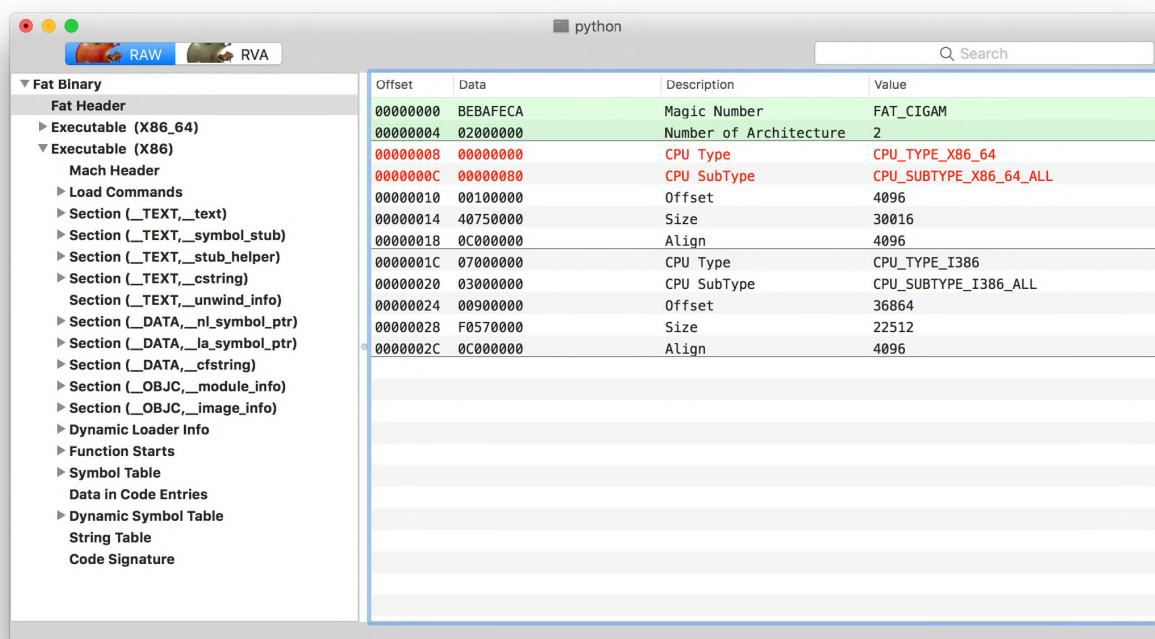 python
RAW RVA
Search
Fat Binary
Fat Header
Executable (X86_64)
Executable (X86)
Mach Header
Load Commands
Section (__TEXT,__text)
Section (__TEXT,__symbol_stub)
Section (__TEXT,__stub_helper)
Section (__TEXT,__cstring)
Section (__TEXT,__unwind_info)
Section (__DATA,__nl_symbol_ptr)
Section (__DATA,__la_symbol_ptr)
Section (__DATA,__cfstring)
Section (__OBJC,__module_info)
Section (__OBJC,__image_info)
Dynamic Loader Info
Function Starts
Symbol Table
Data in Code Entries
Dynamic Symbol Table
String Table
Code Signature
Offset Data Description Value
00000000 BEBAFECA Magic Number FAT_CIGAM
00000004 02000000 Number of Architecture 2
00000008 00000000 CPU Type CPU_TYPE_X86_64
0000000C 00000080 CPU SubType CPU_SUBTYPE_X86_64_ALL
00000010 00100000 Offset 4096
00000014 40750000 Size 30016
00000018 0C000000 Align 4096
0000001C 07000000 CPU Type CPU_TYPE_I386
00000020 03000000 CPU SubType CPU_SUBTYPE_I386_ALL
00000024 00900000 Offset 36864
00000028 F0570000 Size 22512
0000002C 0C000000 Align 4096